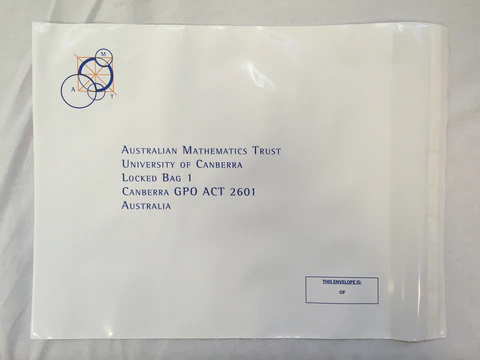 M
A T
AUSTRALIAN MATHEMATICS TRUST
UNIVERSITY OF CANBERRA
LOCKED BAG 1
CANBERRA GPO ACT 2601
AUSTRALIA
THIS ENVELOPE IS:
OF